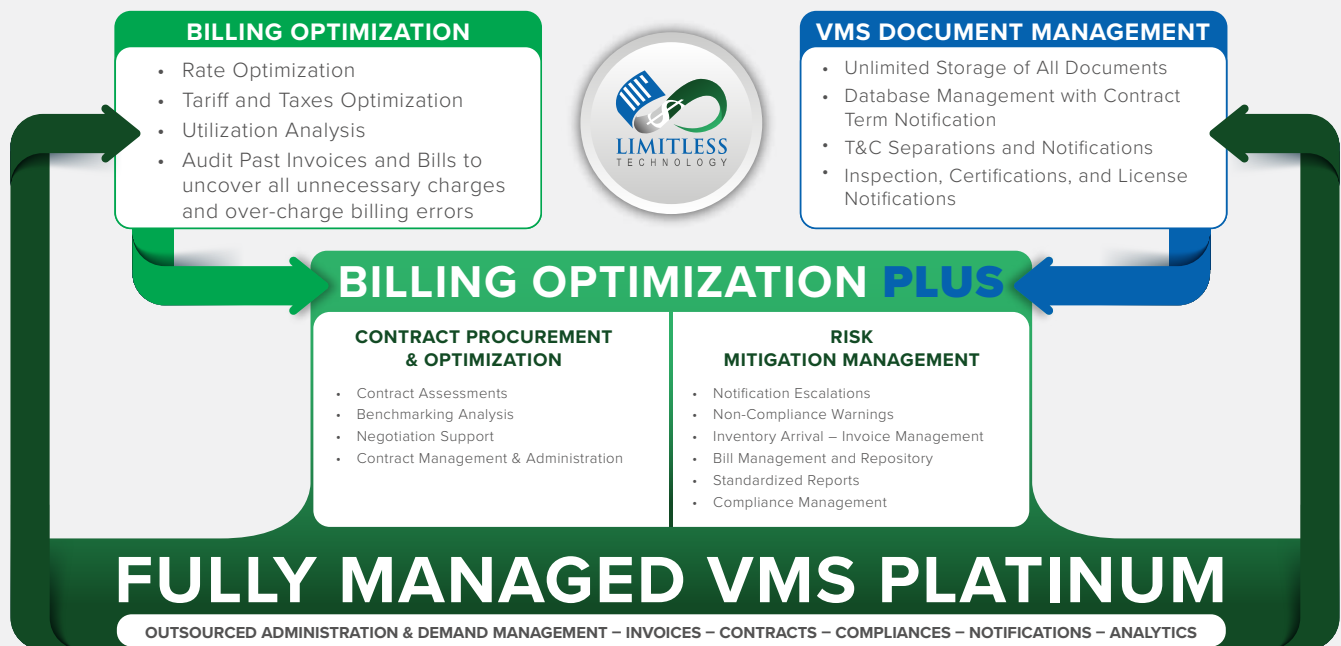 BILLING OPTIMIZATION
• Rate Optimization
• Tariff and Taxes Optimization
• Utilization Analysis
• Audit Past Invoices and Bills to
uncover all unnecessary charges
and over-charge billing errors
$
LIMITLESS
TECHNOLOGY
VMS DOCUMENT MANAGEMENT
• Unlimited Storage of All Documents
• Database Management with Contract
Term Notification
• T&C Separations and Notifications
• Inspection, Certifications, and License
Notifications
BILLING OPTIMIZATION PLUS
CONTRACT PROCUREMENT
& OPTIMIZATION
• Contract Assessments
• Benchmarking Analysis
• Negotiation Support
• Contract Management & Administration
RISK
MITIGATION MANAGEMENT
• Notification Escalations
• Non-Compliance Warnings
• Inventory Arrival – Invoice Management
• Bill Management and Repository
• Standardized Reports
• Compliance Management
FULLY MANAGED VMS PLATINUM
OUTSOURCED ADMINISTRATION & DEMAND MANAGEMENT – INVOICES – CONTRACTS – COMPLIANCES – NOTIFICATIONS – ANALYTICS